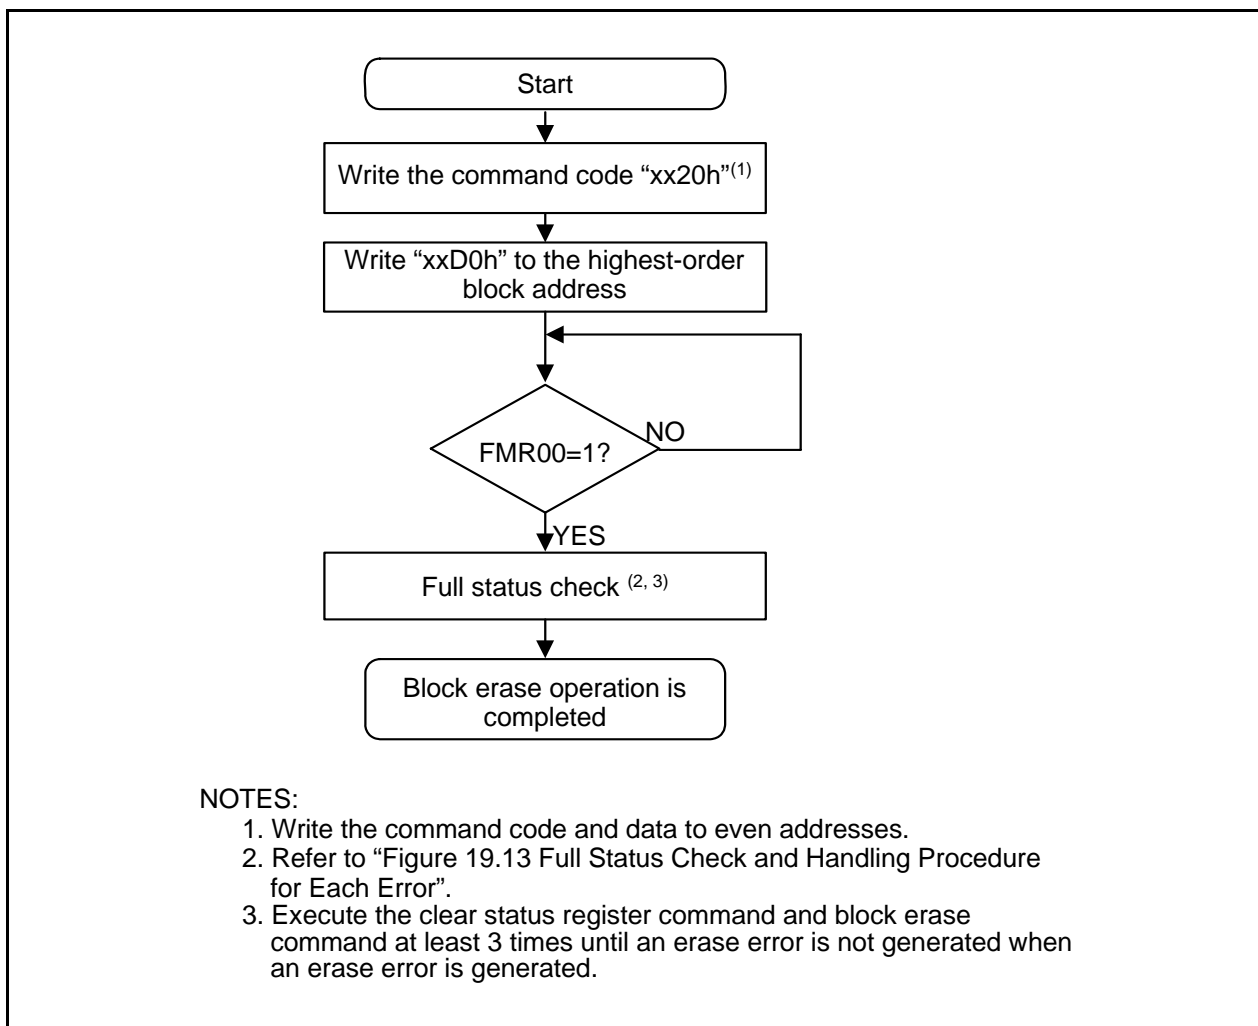 Start
Write the command code “xx20h”(1)
Write “xxD0h” to the highest-order
block address
FMR00=1?
NO
YES
Full status check (2, 3)
Block erase operation is
completed
NOTES:
1. Write the command code and data to even addresses.
2. Refer to “Figure 19.13 Full Status Check and Handling Procedure
for Each Error”.
3. Execute the clear status register command and block erase
command at least 3 times until an erase error is not generated when
an erase error is generated.